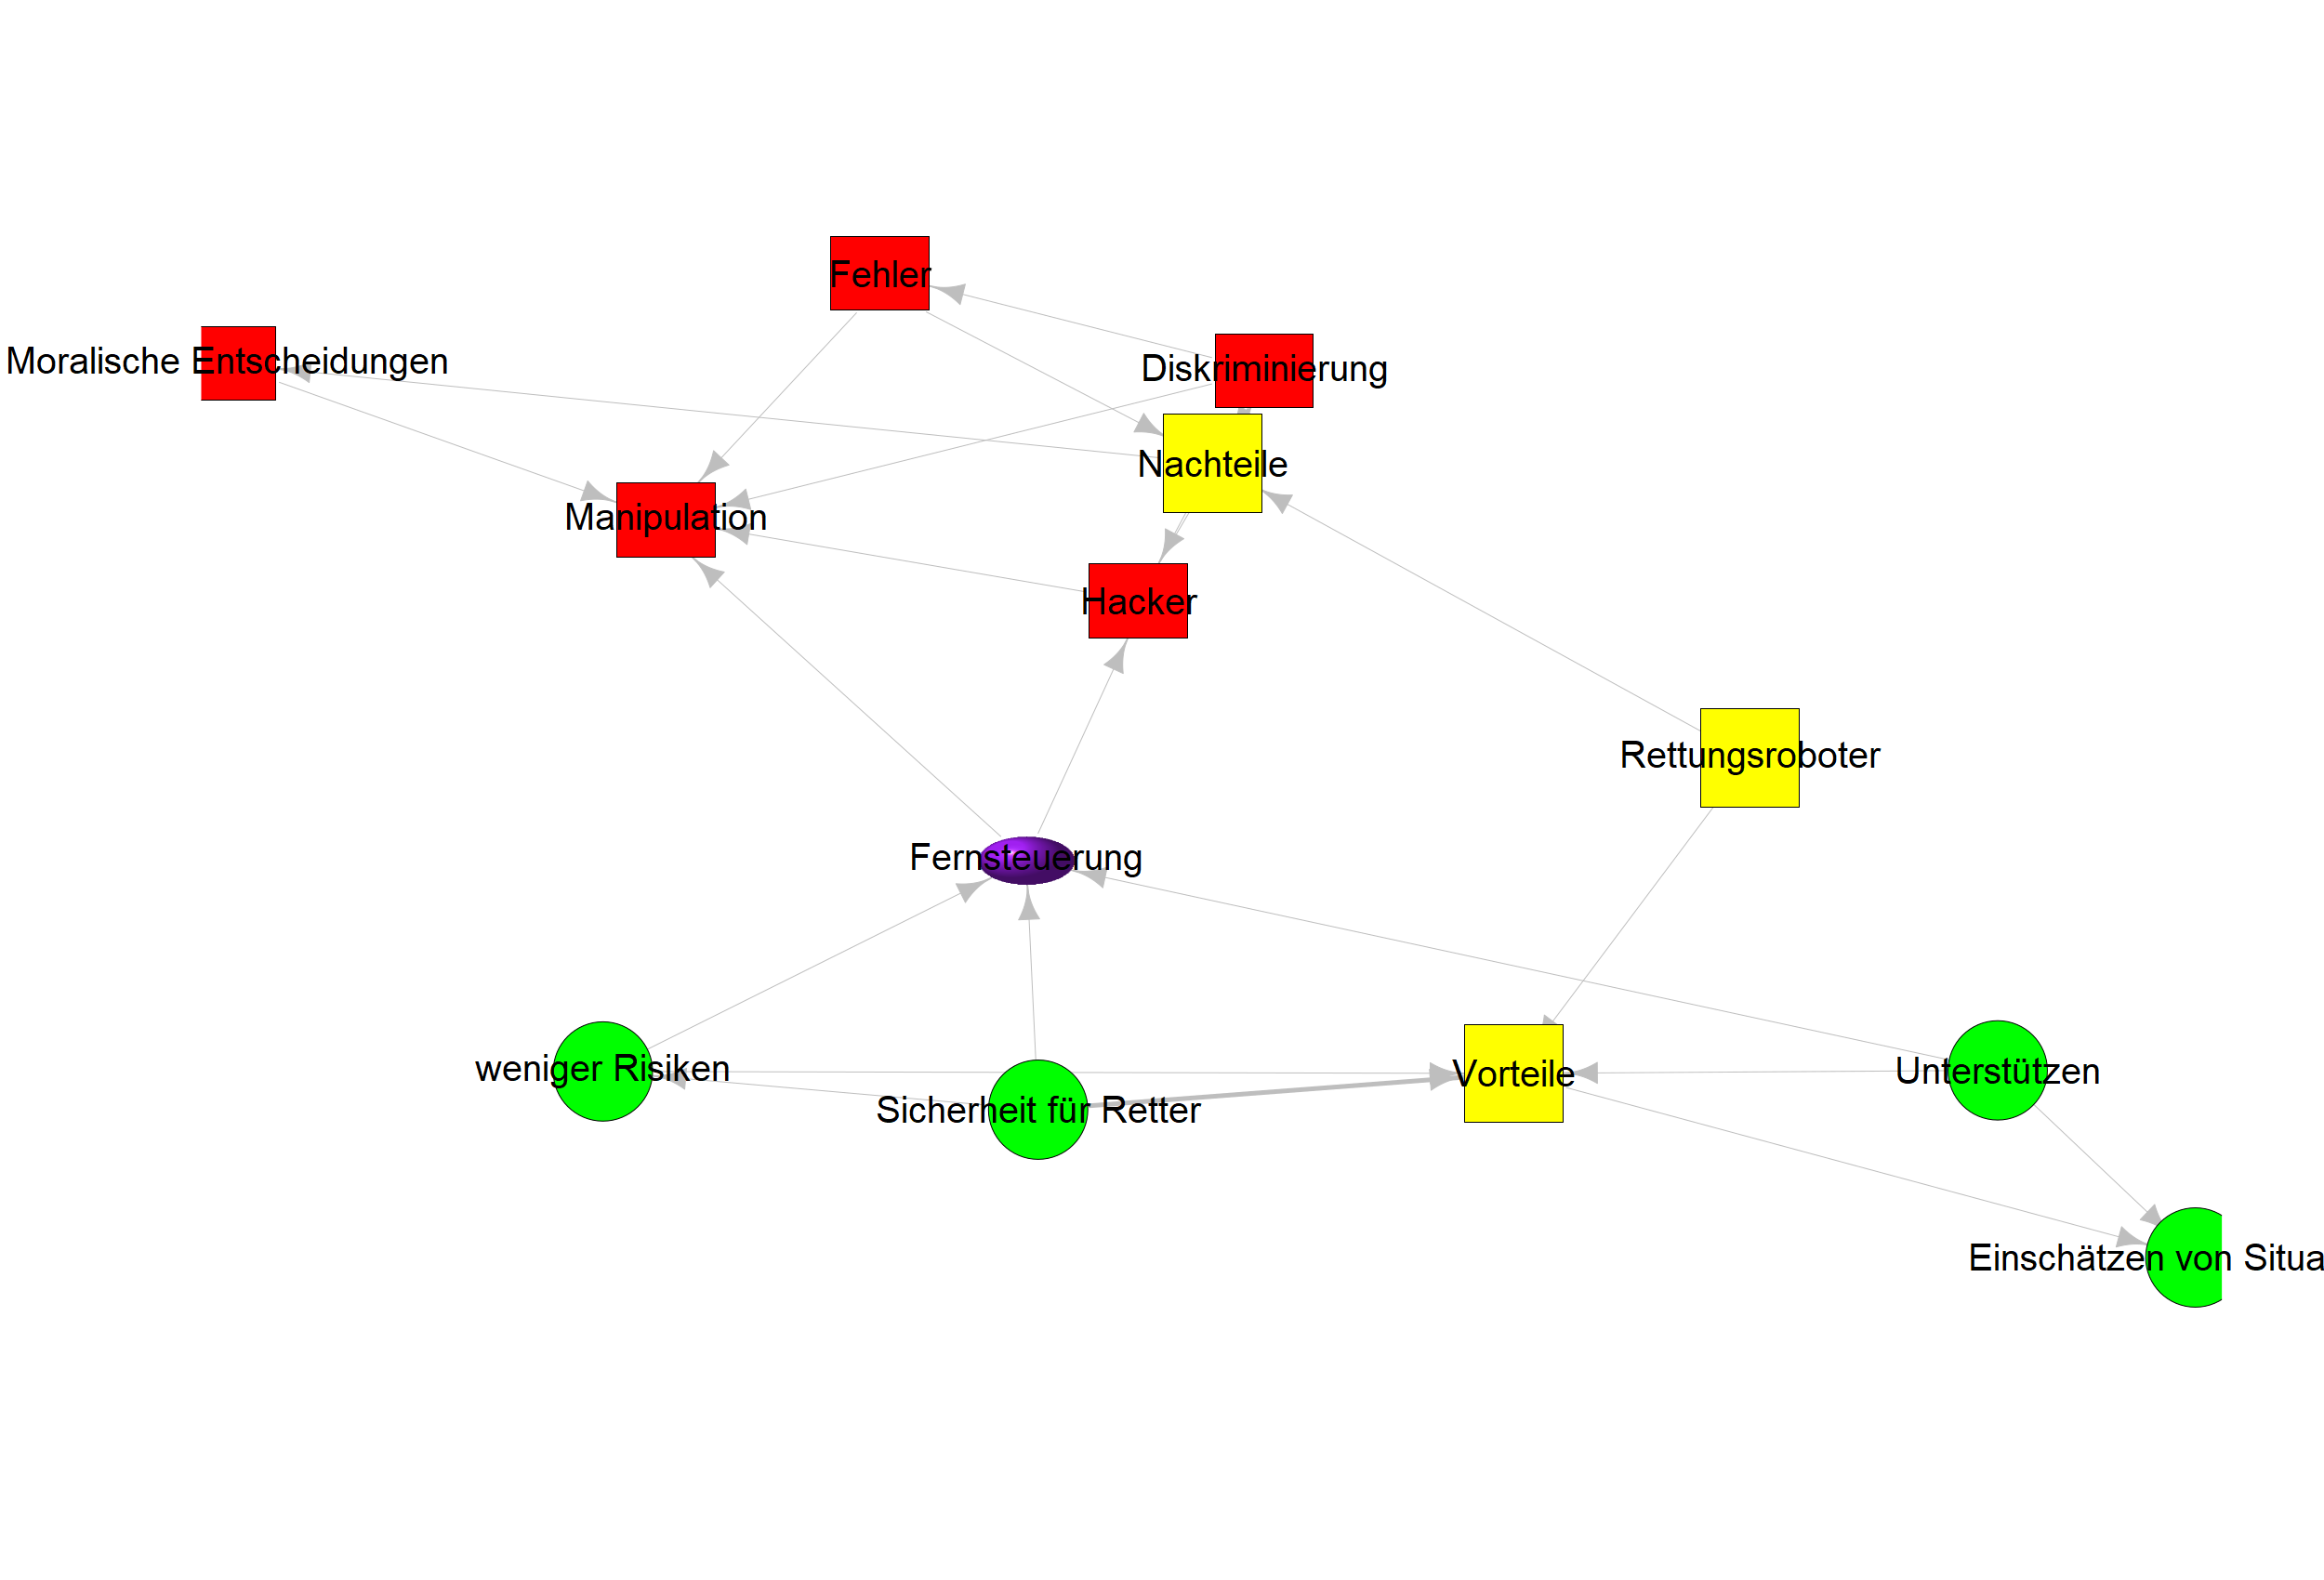 Fehler
Moralische Entscheidungen
Diskriminierung
Nachteile
Manipulation
Hacker
Rettungsroboter
Fernsteuerung
weniger Risiken
Vorteile
Unterstützen
Sicherheit für Retter
Einschätzen von Situa